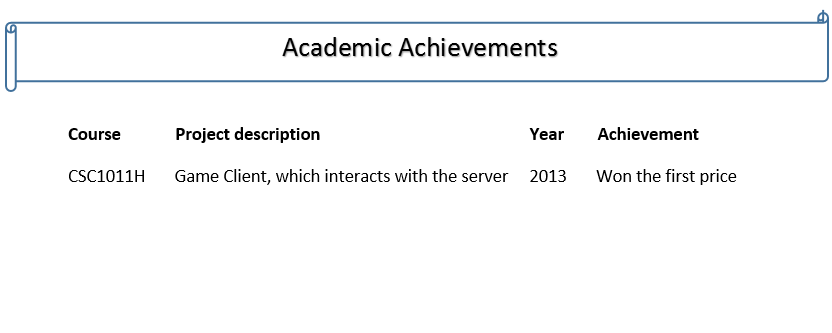 Academic Achievements
Course Project description Year Achievement
CSC1011H Game Client, which interacts with the server 2013 Won the first price